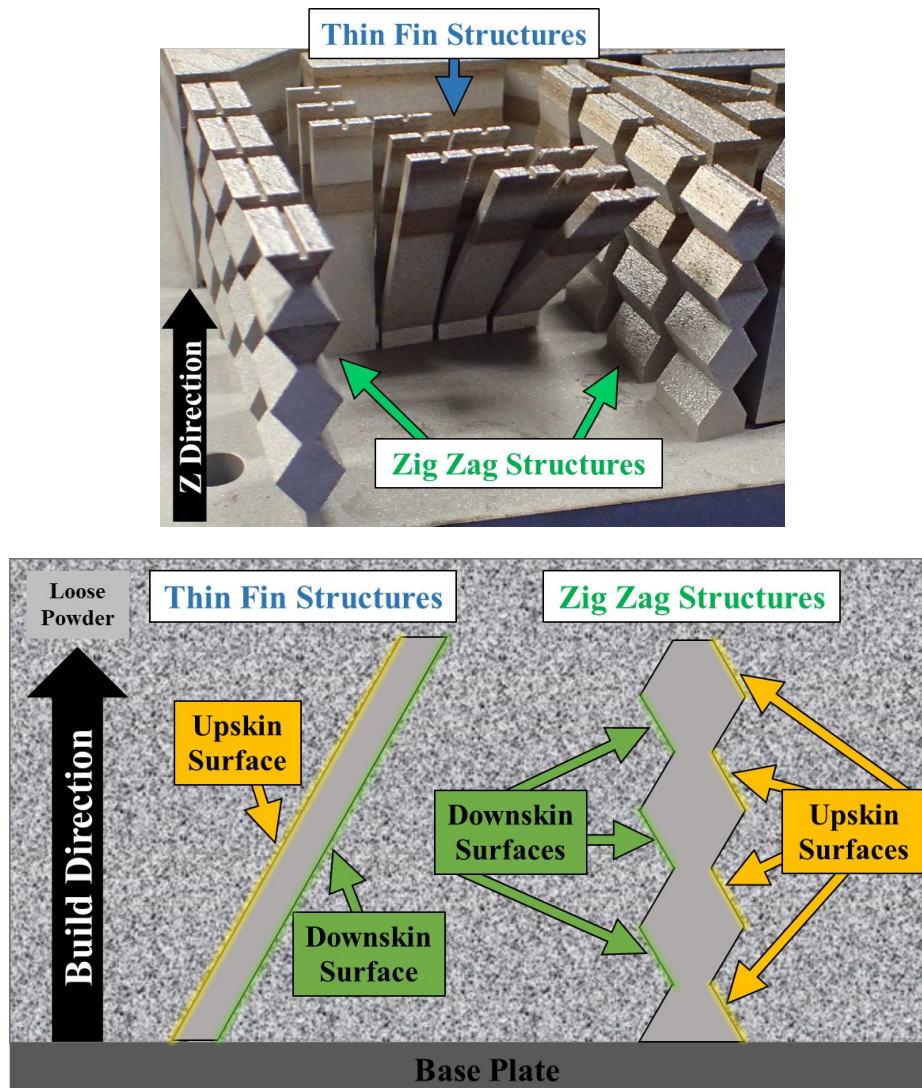 Thin Fin Structures
Z Direction
Zig Zag Structures
Loose
Powder
Thin Fin Structures
Zig Zag Structures
Build Direction
Upskin
Surface
Downskin
Surface
Downskin
Surfaces
Upskin
Surfaces
Base Plate